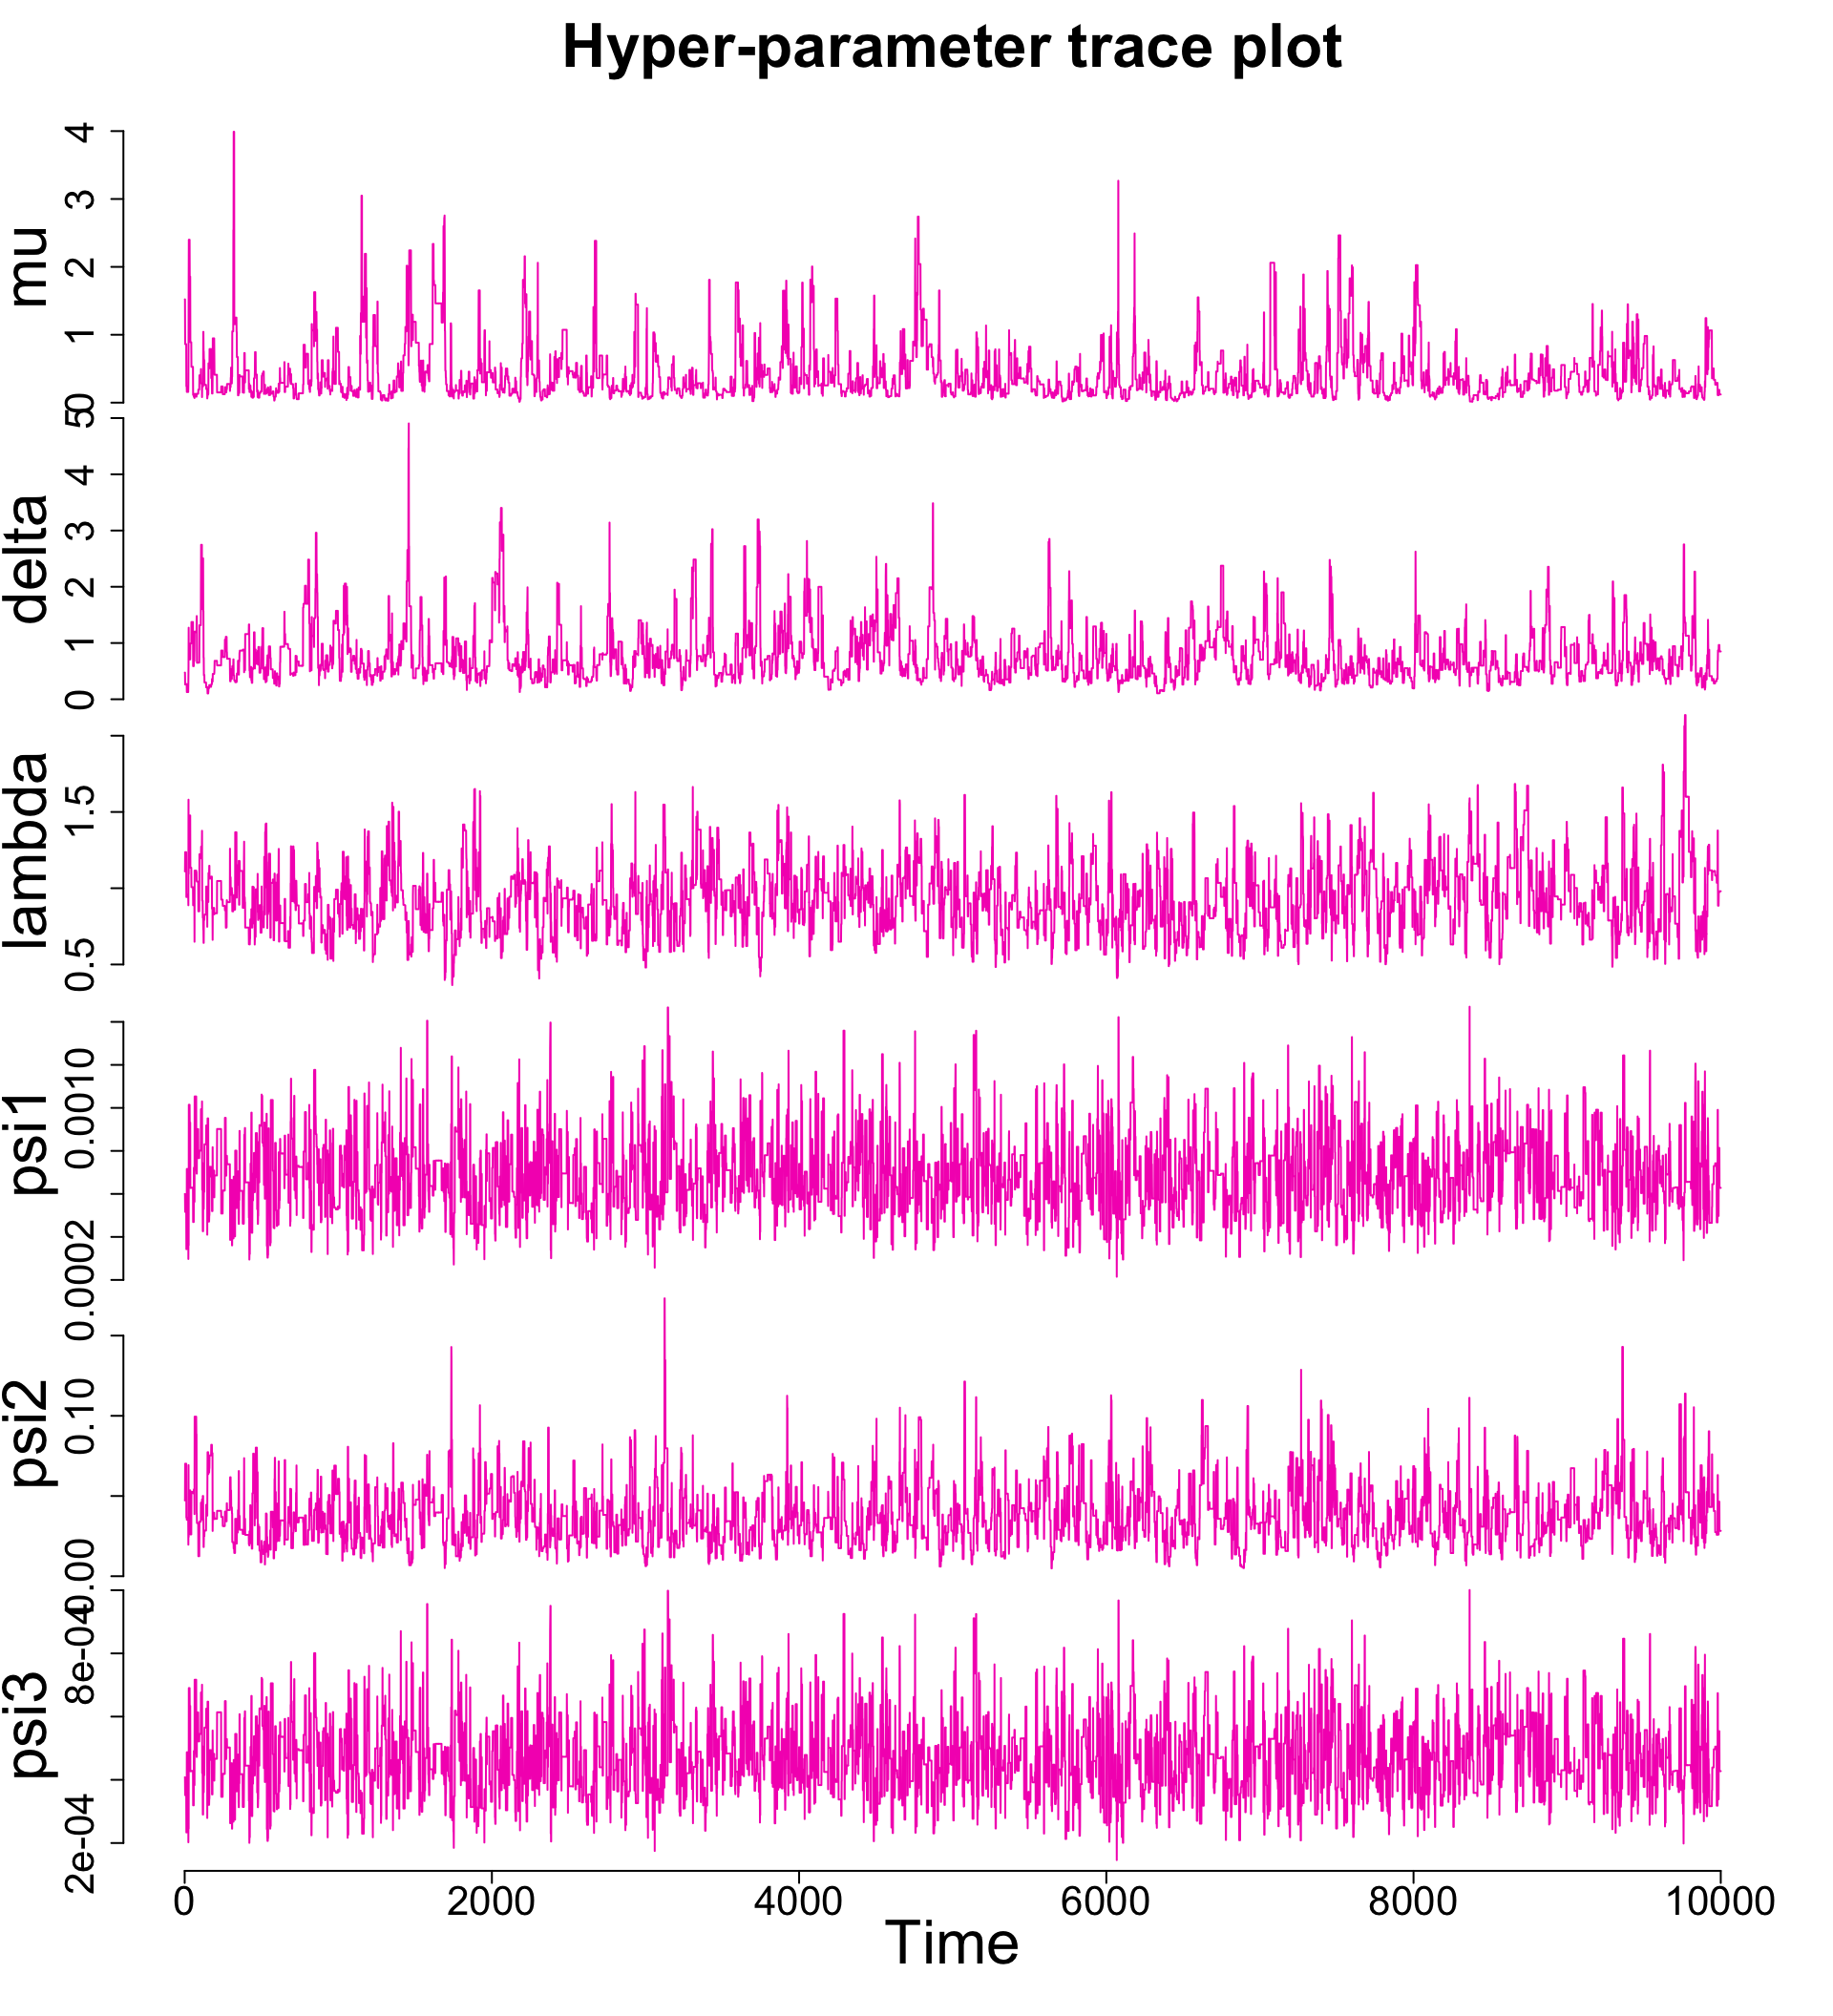 Hyper-parameter trace plot
mu
0 1 2 3 4
delta
0 1 2 3 4 5
lambda
0.5 1.5
psi1
0.0002 0.0010
psi2
0.00 0.10
psi3
2e-04 8e-04
0 2000 4000 6000 8000 10000
Time